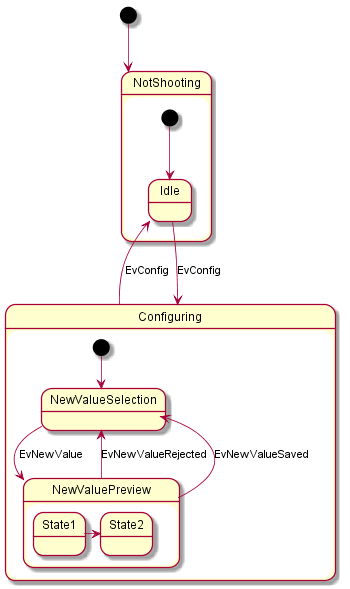 NotShooting
Idle
EvConfig EvConfig
Configuring
NewValueSelection
EvNewValue EvNewValueRejected EvNewValueSaved
NewValuePreview
State1 State2